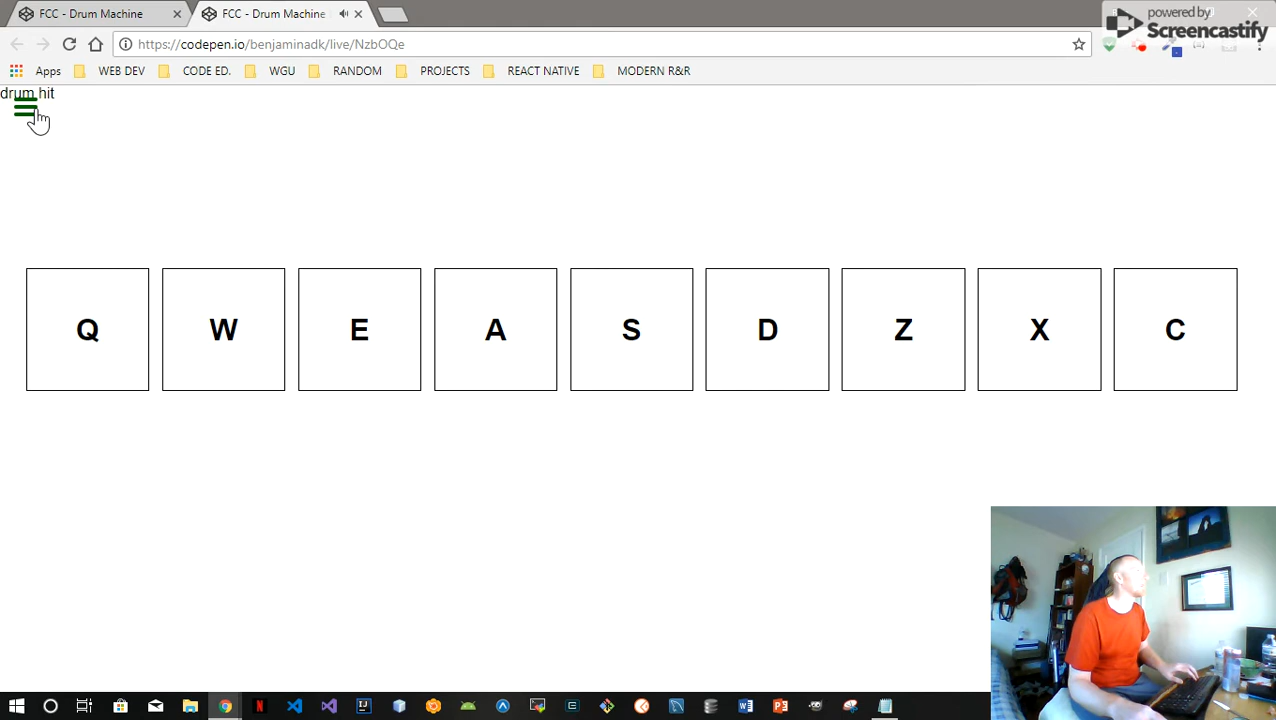 FCC - Drum Machine
FCC - Drum Machine
powered by
Screencastify
https://codepen.io/benjaminadk/live/NzbOQe
Apps WEB DEV CODE ED. WGU RANDOM PROJECTS REACT NATIVE MODERN R&R
drum hit
Q W E A S D Z X C